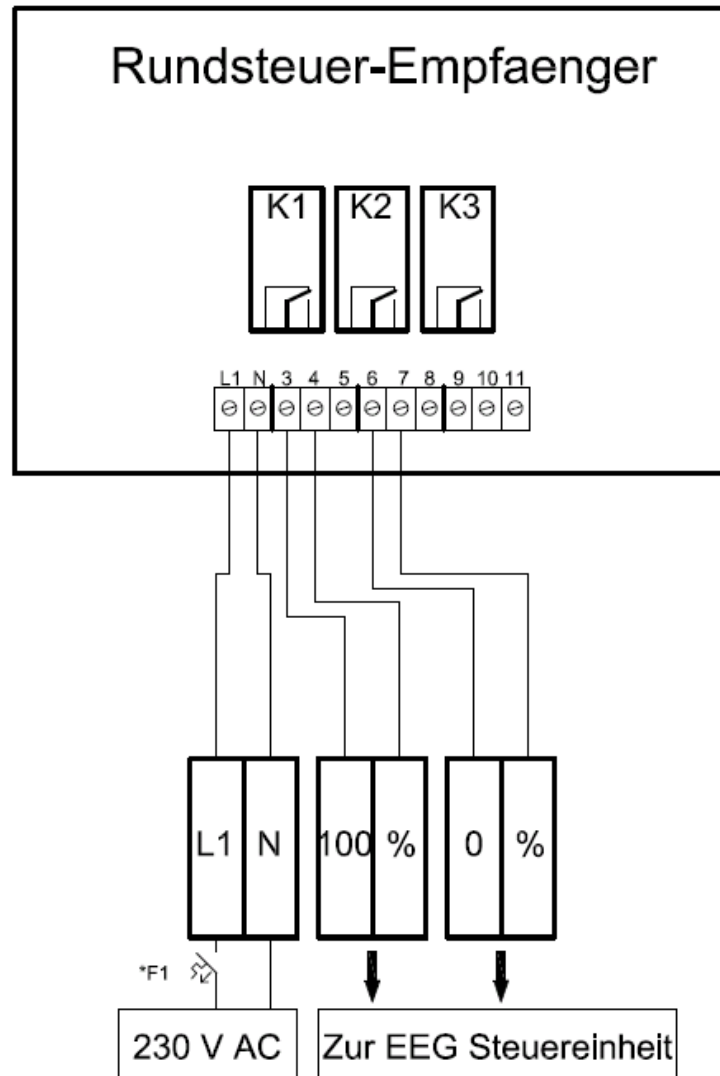 Rundsteuer-Empfaenger
K1 K2 K3
L1 N 3 4 5 6 7 8 9 10 11
L1 N 100 % 0 %
*F1
230 V AC Zur EEG Steuereinheit